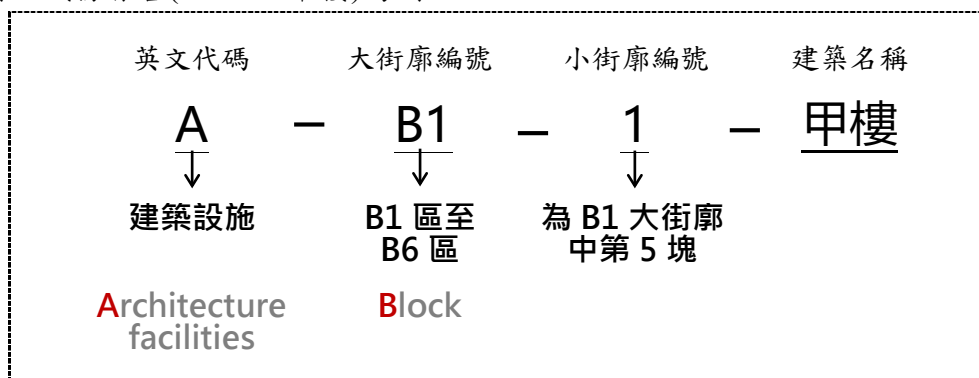 英文代碼 大街廓編號 小街廓編號 建築名稱
A － B1 － 1 － 甲樓
建築設施 B1 區至 為 B1 大街廓
B6 區 中第 5 塊
Architecture Block
facilities